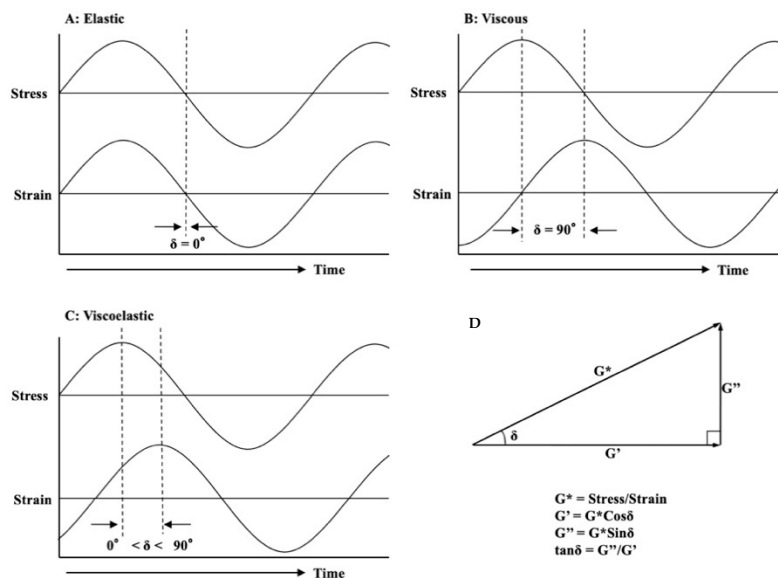 A: Elastic
Stress
Strain
δ = 0°
Time
B: Viscous
Stress
Strain
δ = 90°
Time
C: Viscoelastic
Stress
Strain
0° < δ < 90°
Time
D
G*
G’’
δ
G’
G* = Stress/Strain
G’ = G*Cosδ
G’’ = G*Sinδ
tanδ = G’’/G’